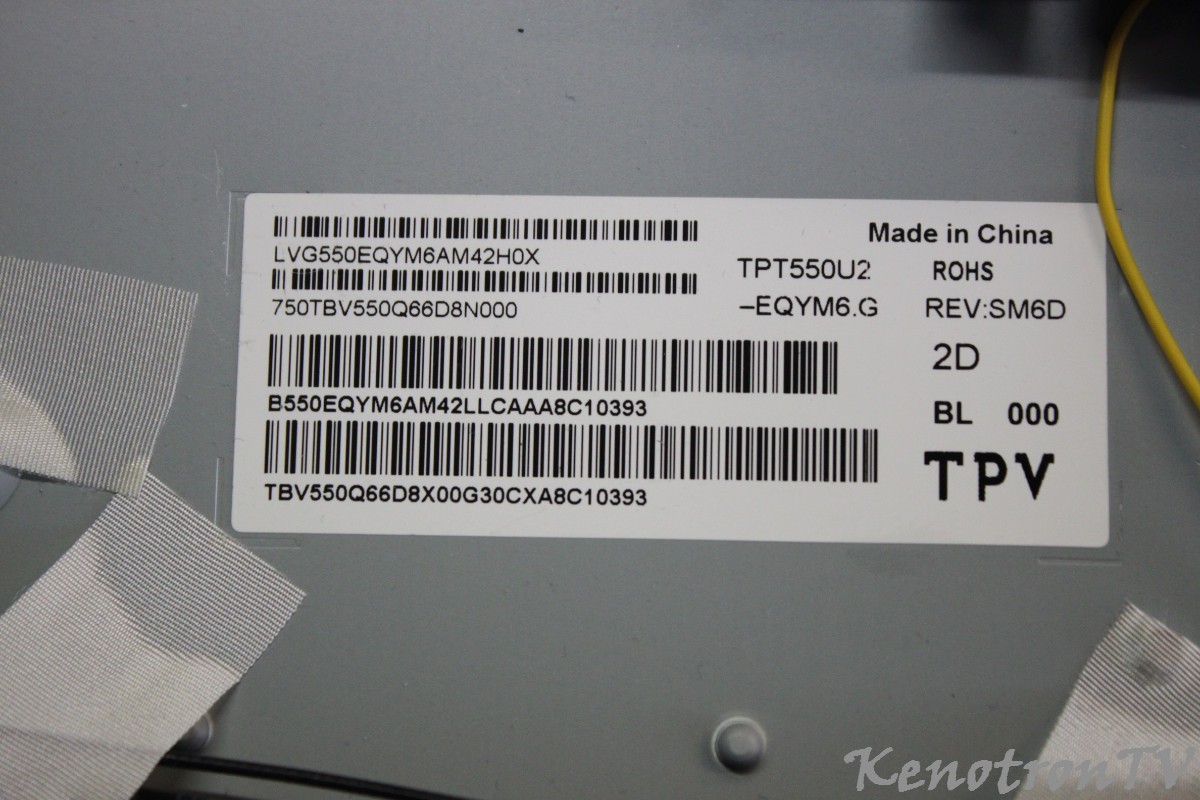 LVG550EQYM6AM42H0X
750TBV550Q66D8N000
B550EQYM6AM42LLCAAA8C10393
TBV550Q66D8X00G30CXA8C10393
TPT550U2
–EQYM6.G
Made in China
ROHS
REV:SM6D
2D
BL 000
TPV
KenotronTV